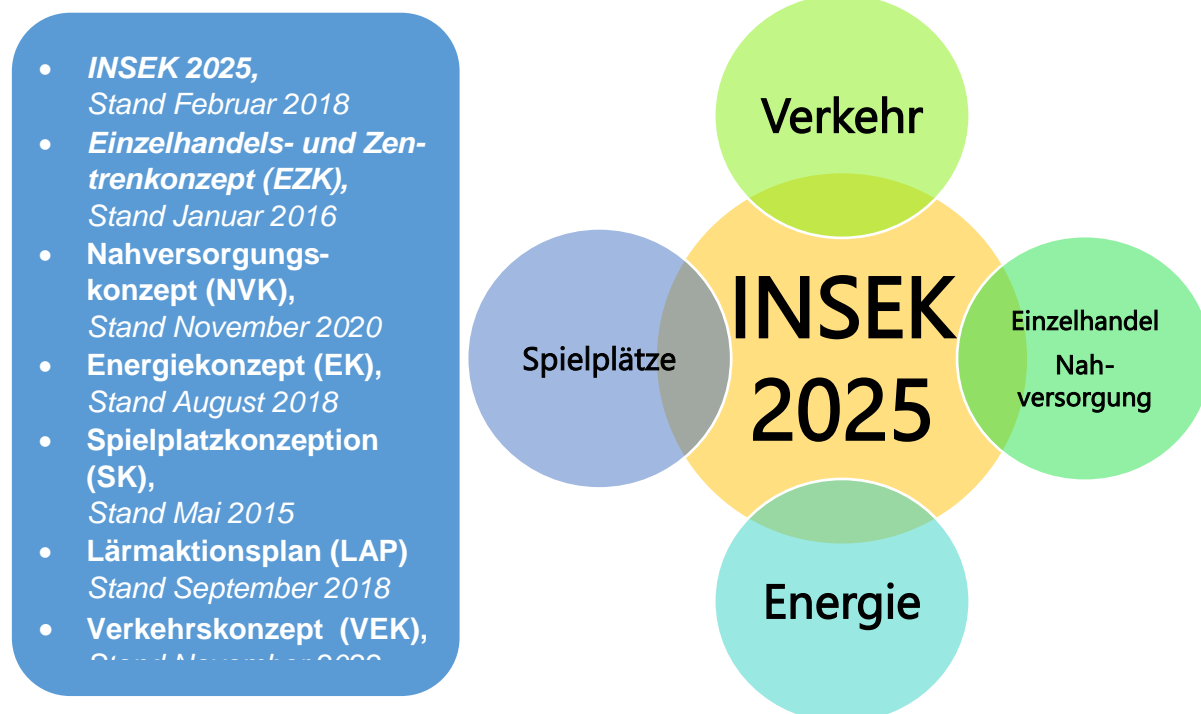 • INSEK 2025,
Stand Februar 2018
• Einzelhandels- und Zen-
trenkonzept (EZK),
Stand Januar 2016
• Nahversorgungs-
konzept (NVK),
Stand November 2020
• Energiekonzept (EK),
Stand August 2018
• Spielplatzkonzeption
(SK),
Stand Mai 2015
• Lärmaktionsplan (LAP)
Stand September 2018
• Verkehrskonzept (VEK),
Stand November
Verkehr
Spielplätze
INSEK
2025
Einzelhandel
Nah-
versorgung
Energie